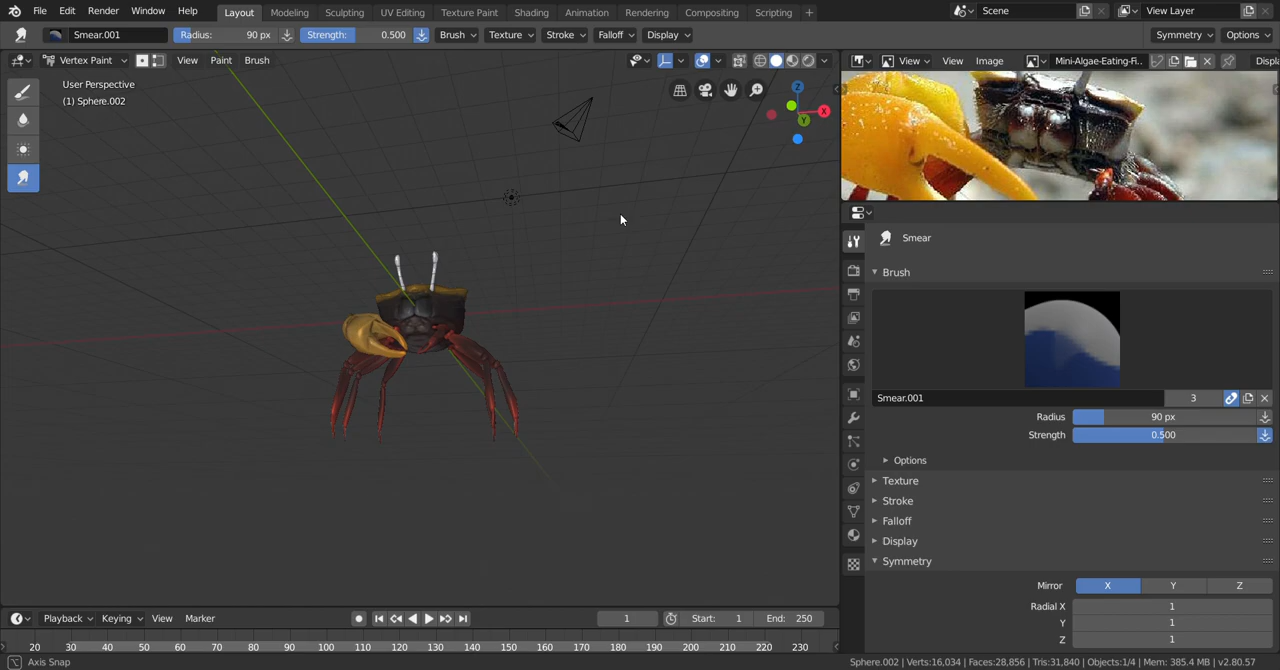 File Edit Render Window Help Layout Modeling Sculpting UV Editing Texture Paint Shading Animation Rendering Compositing Scripting + Scene View Layer
Smear.001 Radius: 90 px Strength: 0.500 Brush Texture Stroke Falloff Display Symmetry Options
Vertex Paint View Paint Brush View View Image Mini-Algae-Eating-Fi..
User Perspective
(1) Sphere.002
Z
X
Y
Smear
Brush
Smear.001 3
Radius 90 px
Strength 0.500
Options
Texture
Stroke
Falloff
Display
Symmetry
Mirror X Y Z
Radial X 1
Y 1
Z 1
Playback Keying View Marker 1 Start: 1 End: 250
20 30 40 50 60 70 80 90 100 110 120 130 140 150 160 170 180 190 200 210 220 230
Axis Snap Sphere.002 | Verts:16,034 | Faces:28,856 | Tris:31,840 | Objects:1/4 | Mem: 385.4 MB | v2.80.57